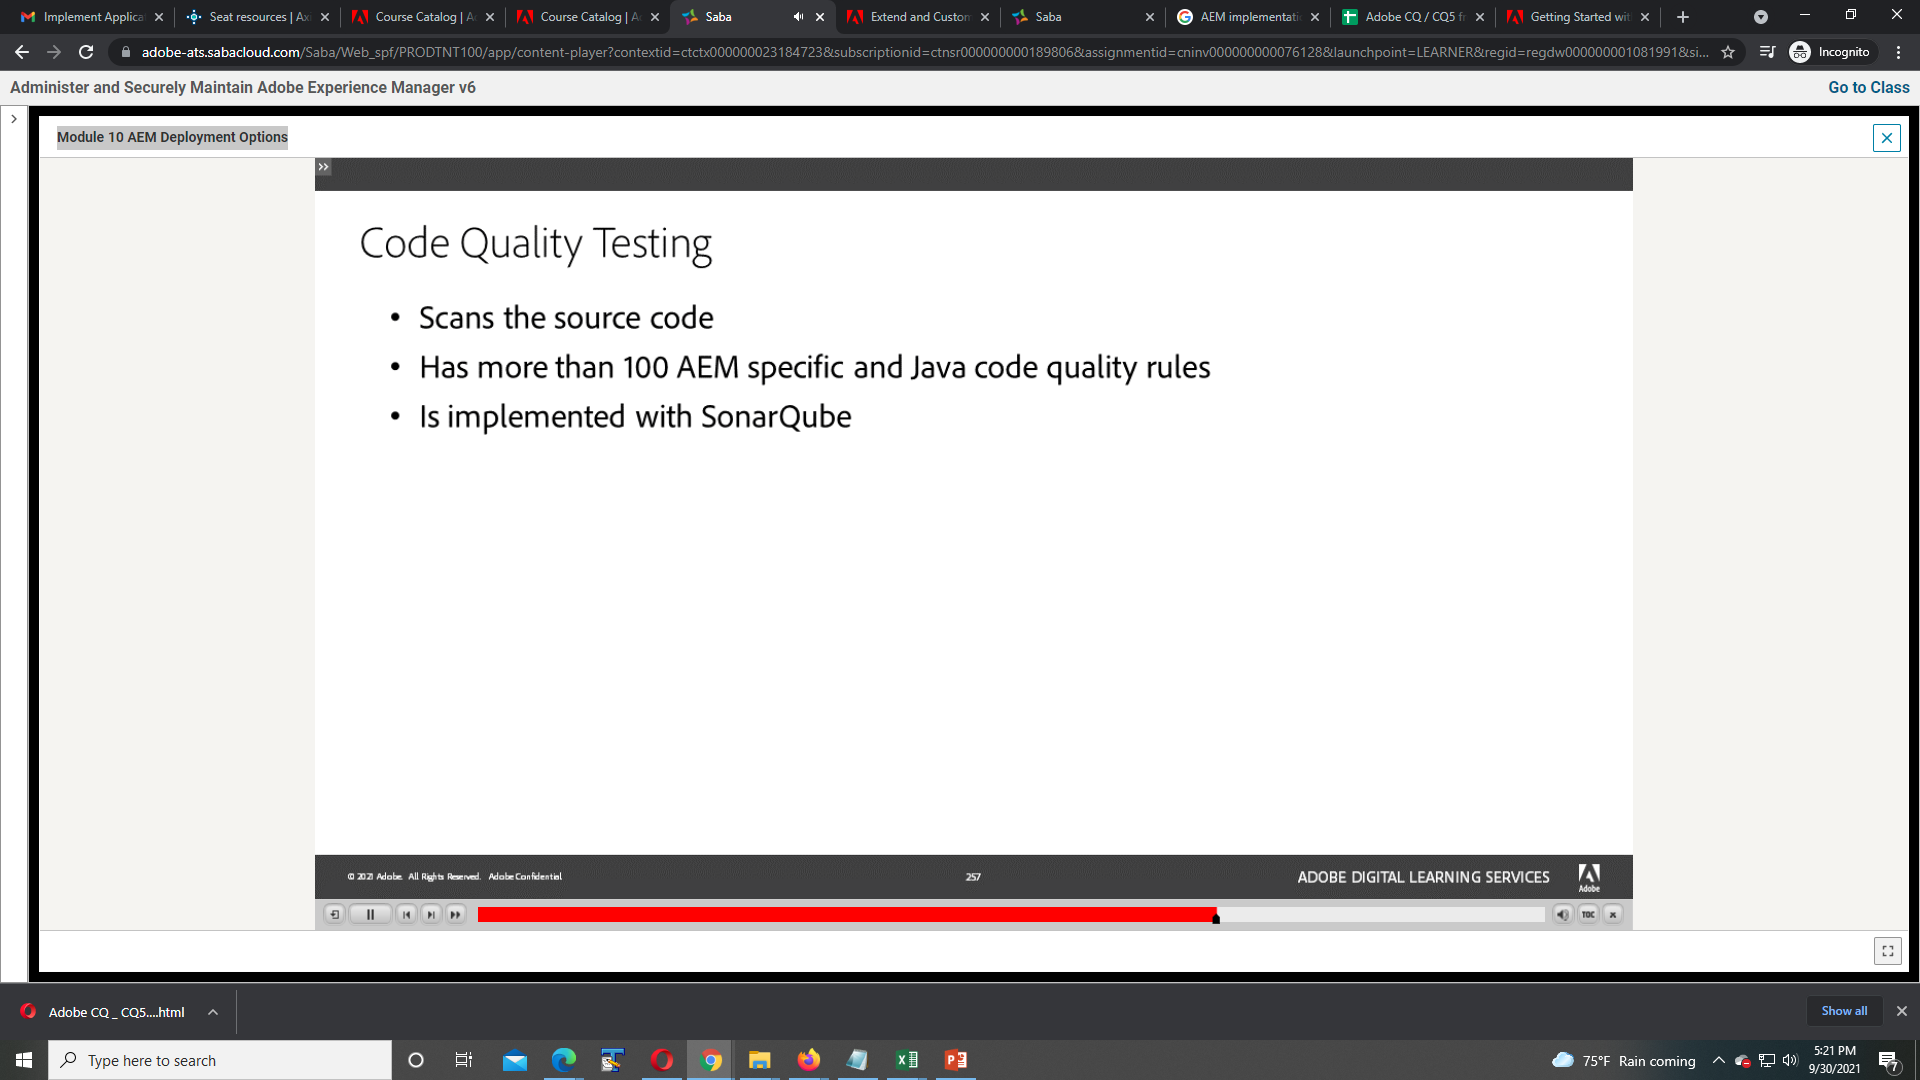 Implement Applica
Seat resources | Ax
Course Catalog | A
Course Catalog | A
Saba
Extend and Custom
Saba
AEM implementati
Adobe CQ / CQ5 fr
Getting Started wit
adobe-ats.sabacloud.com/Saba/Web_spf/PRODTNT100/app/content-player?contextid=ctctx000000023184723&subscriptionid=ctnsr000000000189806&assignmentid=cninv000000000076128&launchpoint=LEARNER&regid=regdw000000001081991&si...
Incognito
Administer and Securely Maintain Adobe Experience Manager v6
Go to Class
Module 10 AEM Deployment Options
Code Quality Testing
• Scans the source code
• Has more than 100 AEM specific and Java code quality rules
• Is implemented with SonarQube
© 2021 Adobe. All Rights Reserved. Adobe Confidential
257
ADOBE DIGITAL LEARNING SERVICES
Adobe
TOC
Adobe CQ _ CQ5....html
Show all
Type here to search
75°F Rain coming
5:21 PM
9/30/2021
7